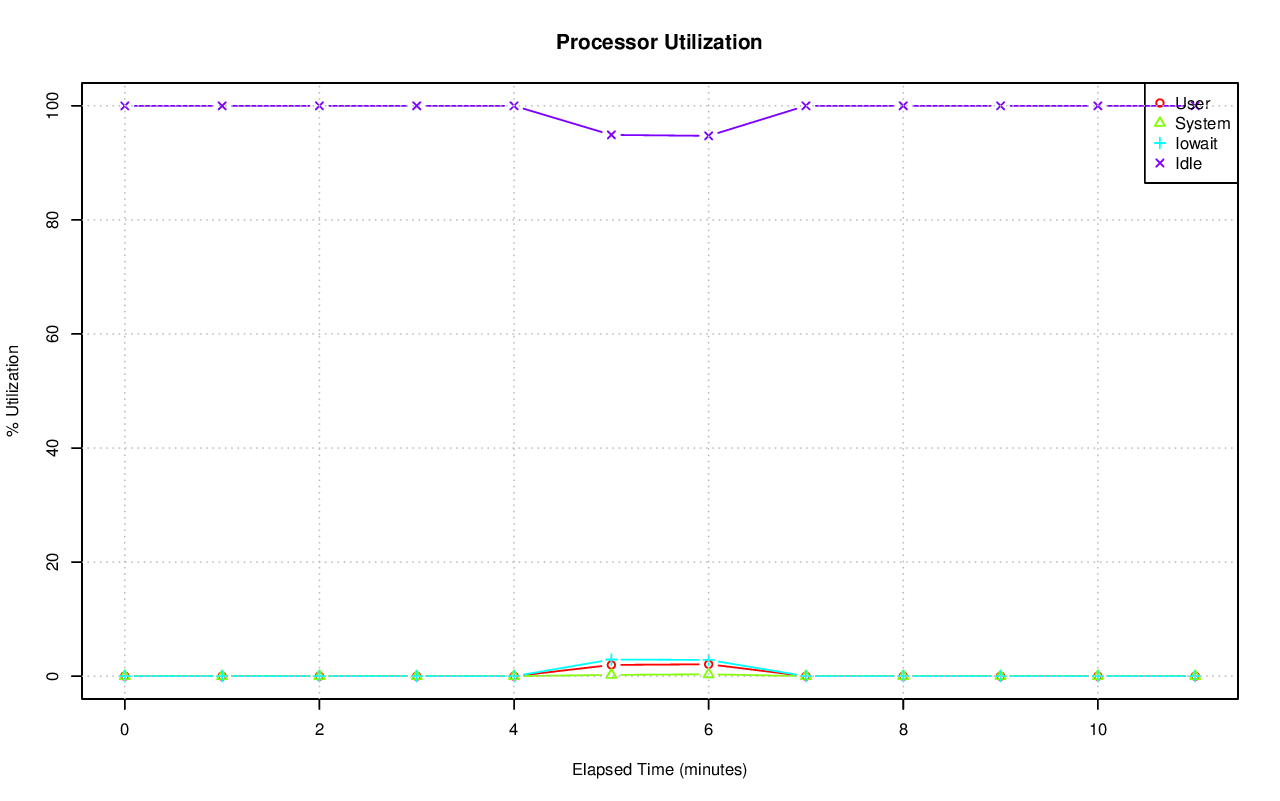 Processor Utilization
100
80
60
40
20
0
% Utilization
User
System
Iowait
Idle
0 2 4 6 8 10
Elapsed Time (minutes)